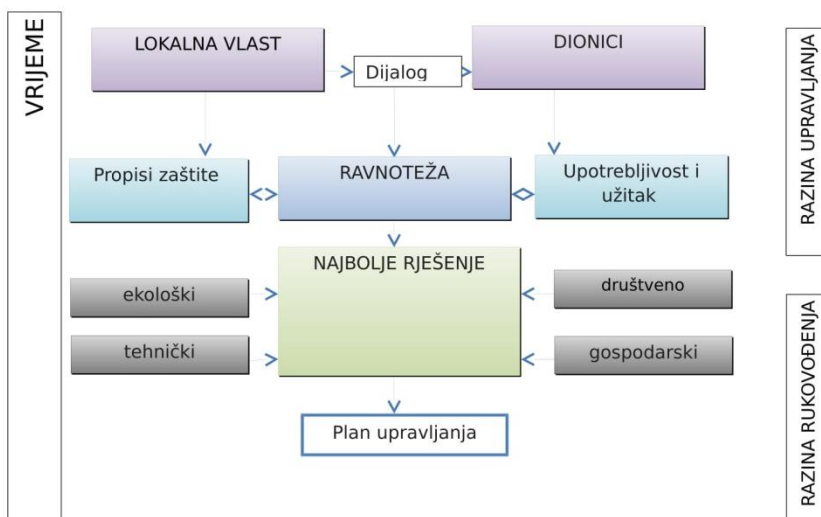 VRIJEME
LOKALNA VLAST
Dijalog
DIONICI
RAZINA UPRAVLJANJA
Propisi zaštite
RAVNOTEŽA
Upotrebljivost i
užitak
NAJBOLJE RJEŠENJE
ekološki
društveno
tehnički
gospodarski
RAZINA RUKOVOĐENJA
Plan upravljanja